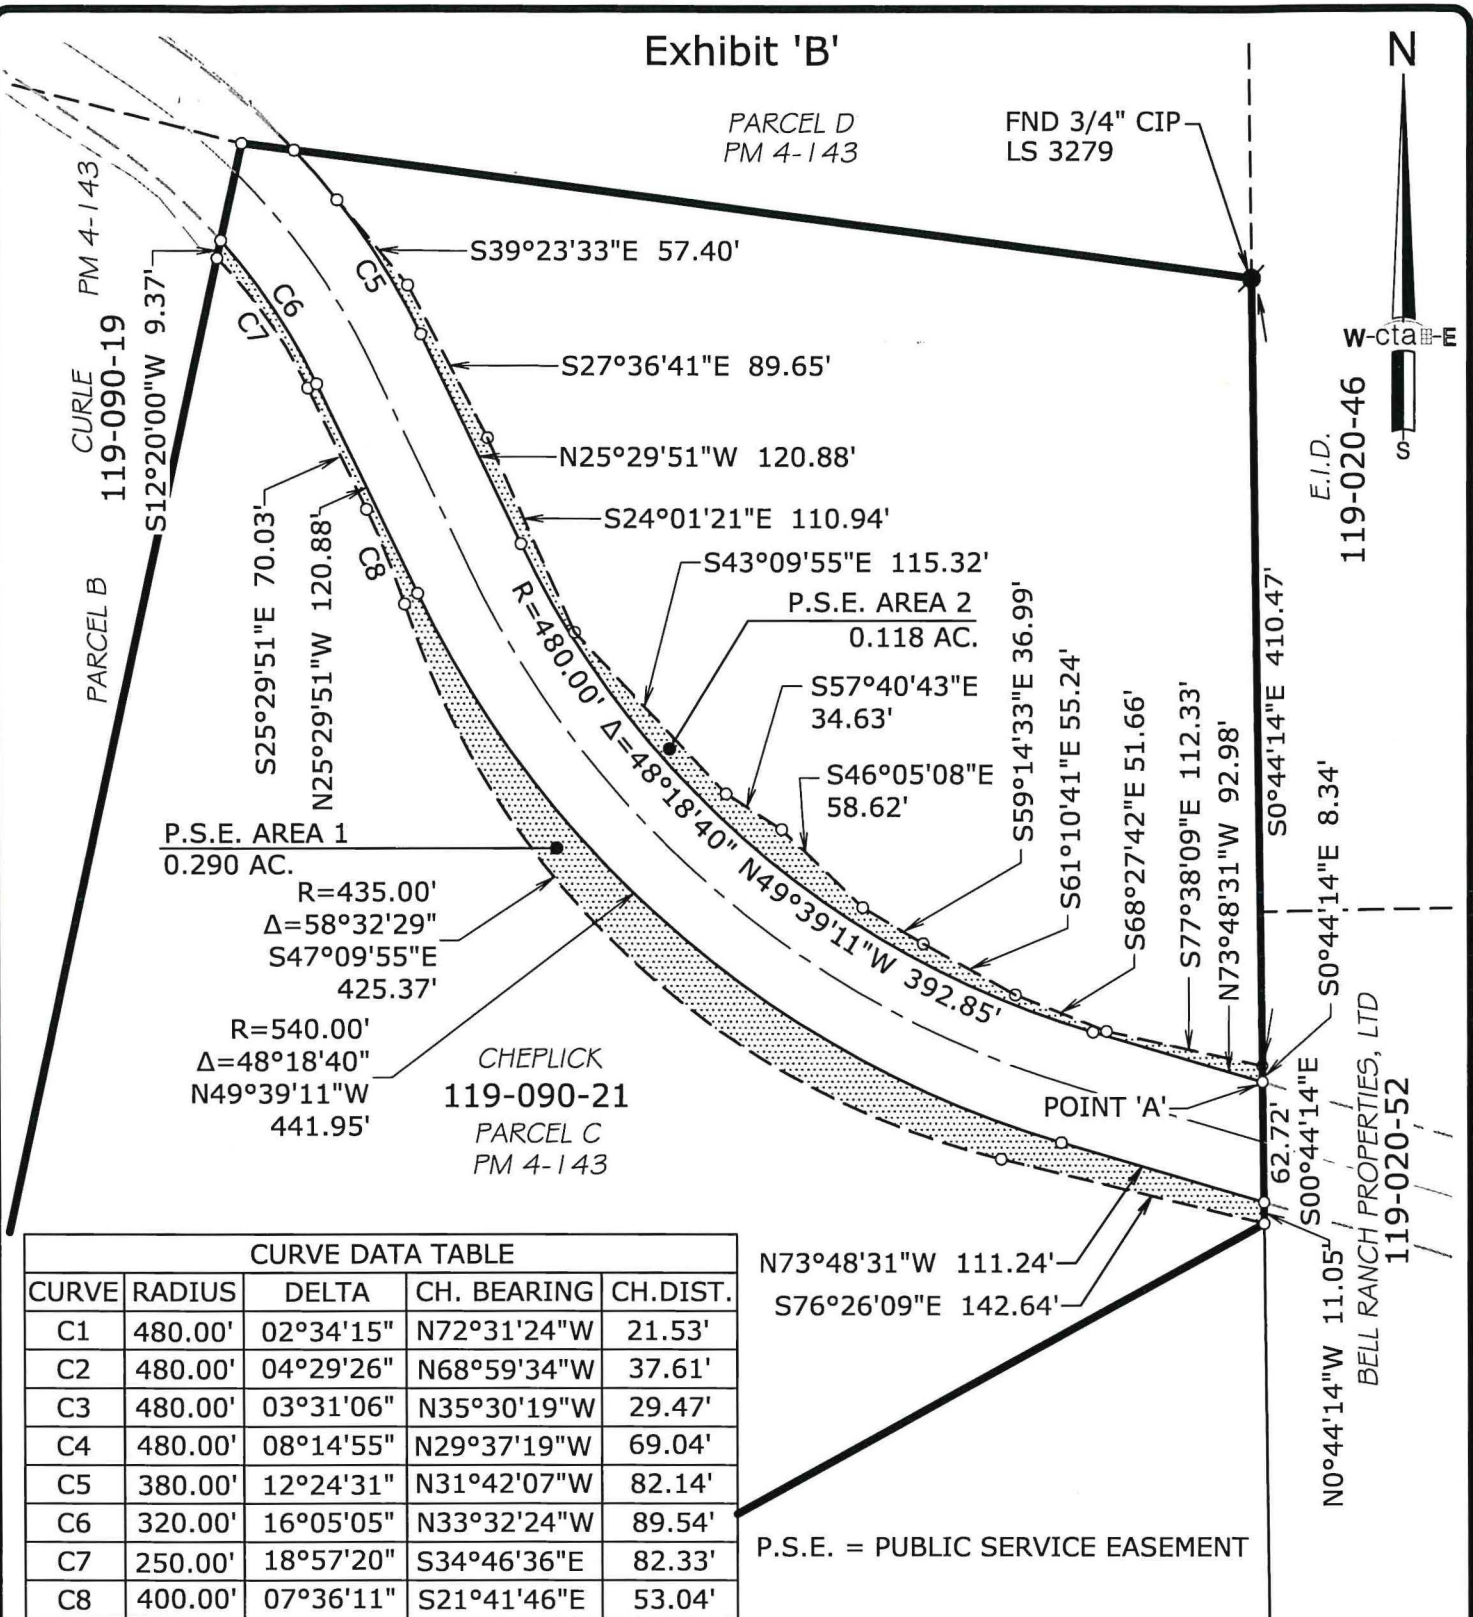 Exhibit 'B'
N
PARCEL D
PM 4-143
FND 3/4" CIP
LS 3279
W-cta-E
S
CURLE PM 4-143
119-090-19
PARCEL B
S12°20'00"W 9.37'
C5
C6
C7
C8
S39°23'33"E 57.40'
S27°36'41"E 89.65'
N25°29'51"W 120.88'
S24°01'21"E 110.94'
S43°09'55"E 115.32'
P.S.E. AREA 2
0.118 AC.
S57°40'43"E
34.63'
S46°05'08"E
58.62'
S59°14'33"E 36.99'
S61°10'41"E 55.24'
S68°27'42"E 51.66'
S77°38'09"E 112.33'
N73°48'31"W 92.98'
S0°44'14"E 410.47'
S0°44'14"E 8.34'
E.I.D.
119-020-46
S25°29'51"E 70.03'
N25°29'51"W 120.88'
R=480.00' Δ=48°18'40" N49°39'11"W 392.85'
P.S.E. AREA 1
0.290 AC.
R=435.00'
Δ=58°32'29"
S47°09'55"E
425.37'
R=540.00'
Δ=48°18'40"
N49°39'11"W
441.95'
CHEPLICK
119-090-21
PARCEL C
PM 4-143
POINT 'A'
62.72'
S00°44'14"E
BELL RANCH PROPERTIES, LTD
119-020-52
N0°44'14"W 11.05'
N73°48'31"W 111.24'
S76°26'09"E 142.64'
CURVE DATA TABLE
CURVE RADIUS DELTA CH. BEARING CH.DIST.
C1 480.00' 02°34'15" N72°31'24"W 21.53'
C2 480.00' 04°29'26" N68°59'34"W 37.61'
C3 480.00' 03°31'06" N35°30'19"W 29.47'
C4 480.00' 08°14'55" N29°37'19"W 69.04'
C5 380.00' 12°24'31" N31°42'07"W 82.14'
C6 320.00' 16°05'05" N33°32'24"W 89.54'
C7 250.00' 18°57'20" S34°46'36"E 82.33'
C8 400.00' 07°36'11" S21°41'46"E 53.04'
P.S.E. = PUBLIC SERVICE EASEMENT